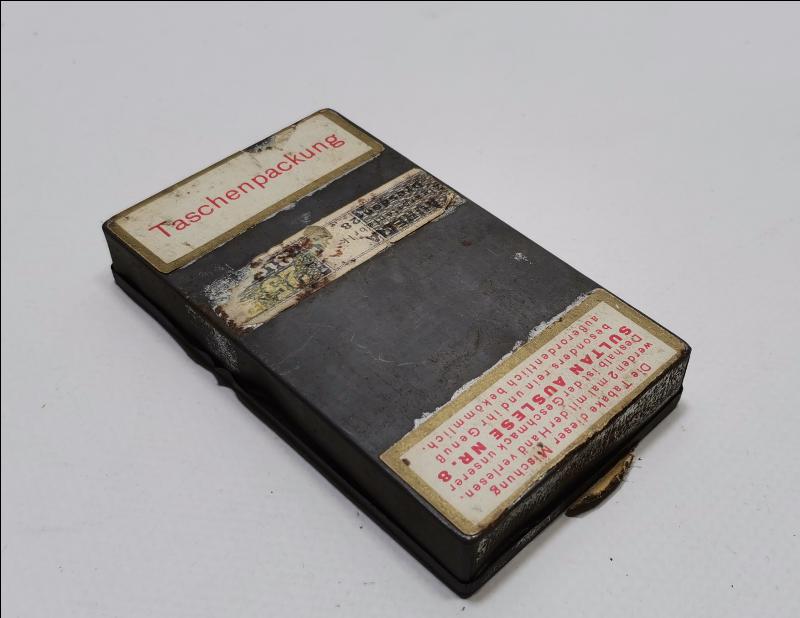 Taschenpackung
Die Tabake dieser Mischung
werden 2 mal mit der Hand verlesen.
Deshalb ist der Geschmack unserer
SULTAN AUSLESE NR. 8
besonders rein und ihr Genuß
außerordentlich bekömmlich.